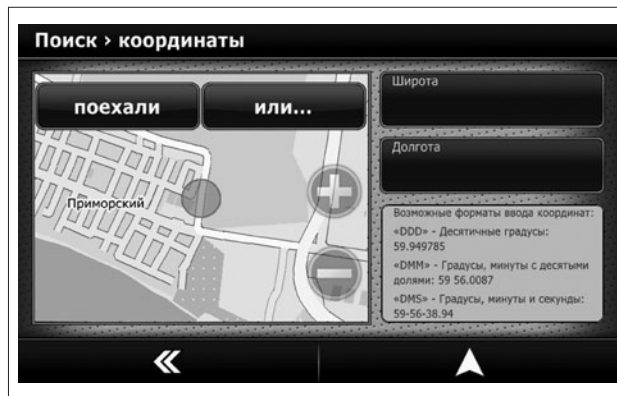 Поиск › координаты
поехали
или...
Приморский
Широта
Долгота
Возможные форматы ввода координат:
«DDD» - Десятичные градусы:
59.949785
«DMM» - Градусы, минуты с десятыми
долями: 59 56.0087
«DMS» - Градусы, минуты и секунды:
59-56-38.94